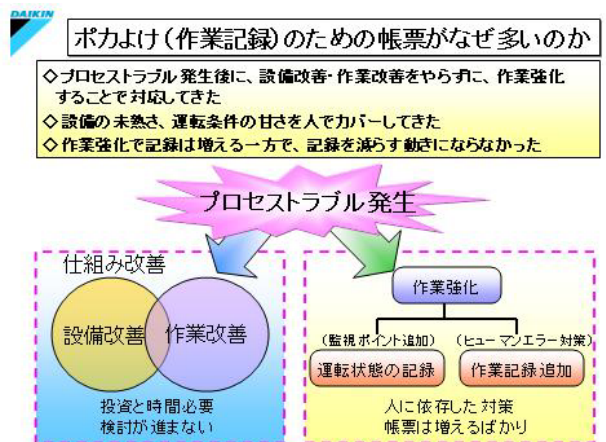 DAIKIN
ポカよけ(作業記録)のための帳票がなぜ多いのか
◇プロセストラブル発生後に、設備改善・作業改善をやらずに、作業強化
することで対応してきた
◇設備の未熟さ、運転条件の甘さを人でカバーしてきた
◇作業強化で記録は増える一方で、記録を減らす動きにならなかった
プロセストラブル発生
仕組み改善
設備改善
作業改善
投資と時間必要
検討が進まない
作業強化
(監視ポイント追加)
(ヒューマンエラー対策)
運転状態の記録
作業記録追加
人に依存した対策
帳票は増えるばかり